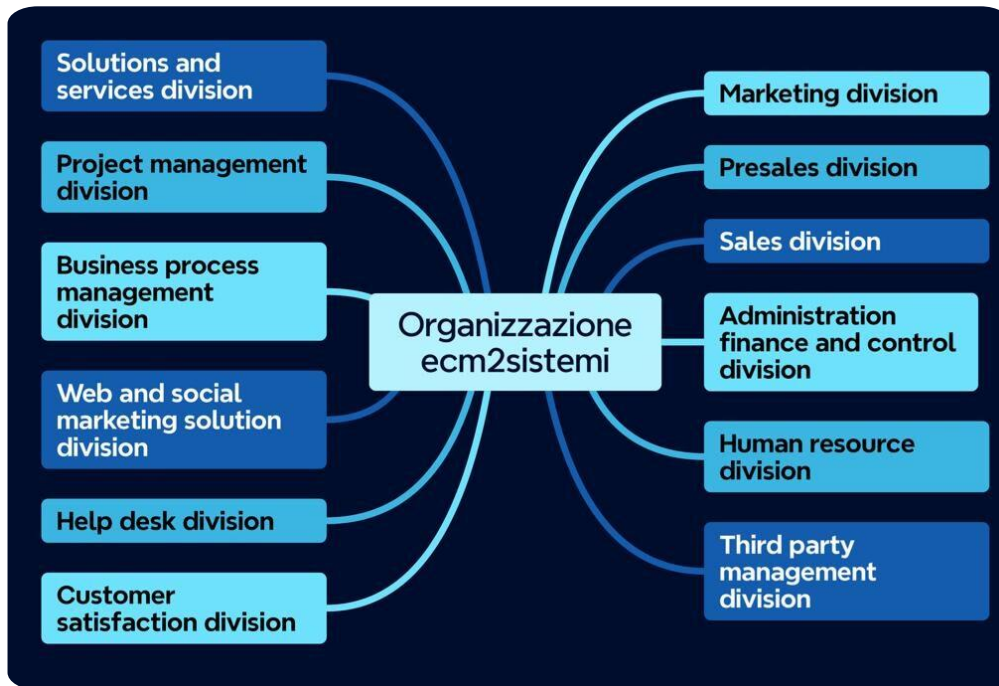 Solutions and
services division
Project management
division
Business process
management
division
Web and social
marketing solution
division
Help desk division
Customer
satisfaction division
Organizzazione
ecm2sistemi
Marketing division
Presales division
Sales division
Administration
finance and control
division
Human resource
division
Third party
management
division